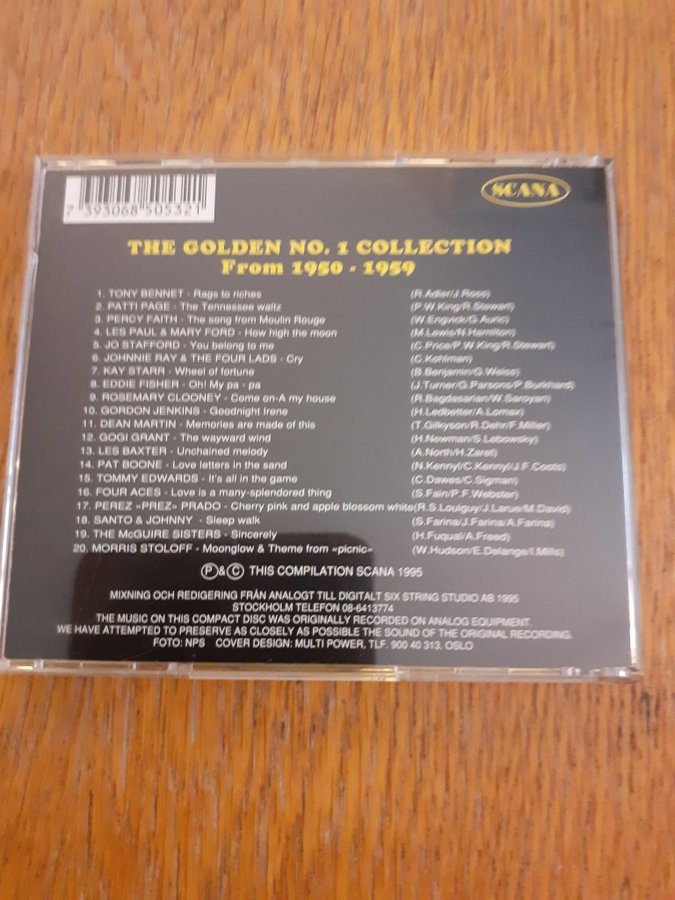 SCANA
7 393068 505321
THE GOLDEN NO. 1 COLLECTION
From 1950 - 1959
1. TONY BENNET - Rags to riches (R.Adler/J.Ross)
2. PATTI PAGE - The Tennessee waltz (P.W.King/R.Stewart)
3. PERCY FAITH - The song from Moulin Rouge (W.Engvick/G.Auric)
4. LES PAUL & MARY FORD - How high the moon (M.Lewis/N.Hamilton)
5. JO STAFFORD - You belong to me (C.Price/P.W.King/R.Stewart)
6. JOHNNIE RAY & THE FOUR LADS - Cry (C.Kohlman)
7. KAY STARR - Wheel of fortune (B.Benjamin/G.Weiss)
8. EDDIE FISHER - Oh! My pa - pa (J.Turner/G.Parsons/P.Burkhard)
9. ROSEMARY CLOONEY - Come on-A my house (R.Bagdasarian/W.Saroyan)
10. GORDON JENKINS - Goodnight Irene (H.Ledbetter/A.Lomax)
11. DEAN MARTIN - Memories are made of this (T.Gilkyson/R.Dehr/F.Miller)
12. GOGI GRANT - The wayward wind (H.Newman/S.Lebowsky)
13. LES BAXTER - Unchained melody (A.North/H.Zaret)
14. PAT BOONE - Love letters in the sand (N.Kennyl/C.Kennyl/J.F.Coots)
15. TOMMY EDWARDS - It's all in the game (C.Dawes/C.Sigman)
16. FOUR ACES - Love is a many-splendored thing (S.Fain/P.F.Webster)
17. PEREZ »PREZ» PRADO - Cherry pink and apple blossom white(R.S.Louiguy/J.Larue/M.David)
18. SANTO & JOHNNY - Sleep walk (S.Farina/J.Farina/A.Farina)
19. THE McGUIRE SISTERS - Sincerely (H.Fuqual/A.Freed)
20. MORRIS STOLOFF - Moonglow & Theme from »picnic» (W.Hudson/E.Delange/I.Mills)
Ⓟ&© THIS COMPILATION SCANA 1995
MIXNING OCH REDIGERING FRÅN ANALOGT TILL DIGITALT SIX STRING STUDIO AB 1995
STOCKHOLM TELEFON 08-6413774
THE MUSIC ON THIS COMPACT DISC WAS ORIGINALLY RECORDED ON ANALOG EQUIPMENT.
WE HAVE ATTEMPTED TO PRESERVE AS CLOSELY AS POSSIBLE THE SOUND OF THE ORIGINAL RECORDING.
FOTO: NPS COVER DESIGN: MULTI POWER, TLF. 900 40 313. OSLO